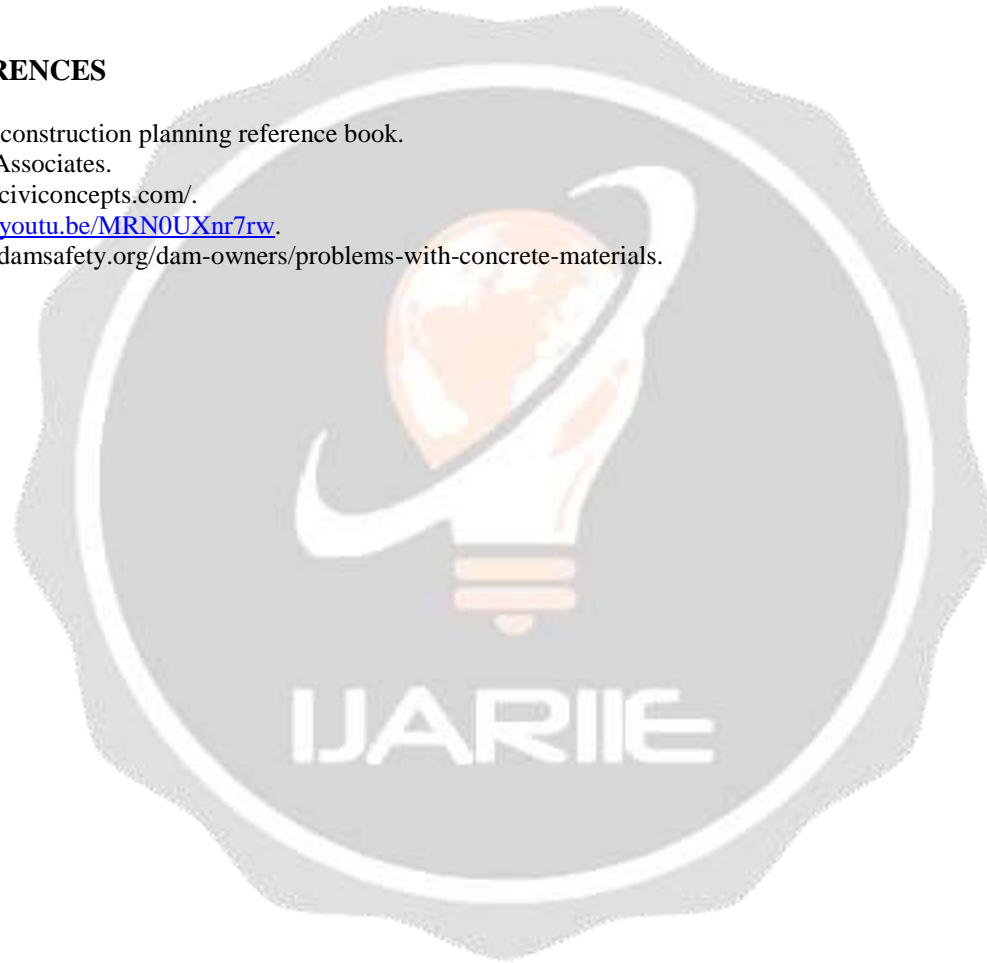 RENCES
construction planning reference book.
Associates.
civiconcepts.com/.
youtu.be/MRN0UXnr7rw.
damsafety.org/dam-owners/problems-with-concrete-materials.
IJARIIE